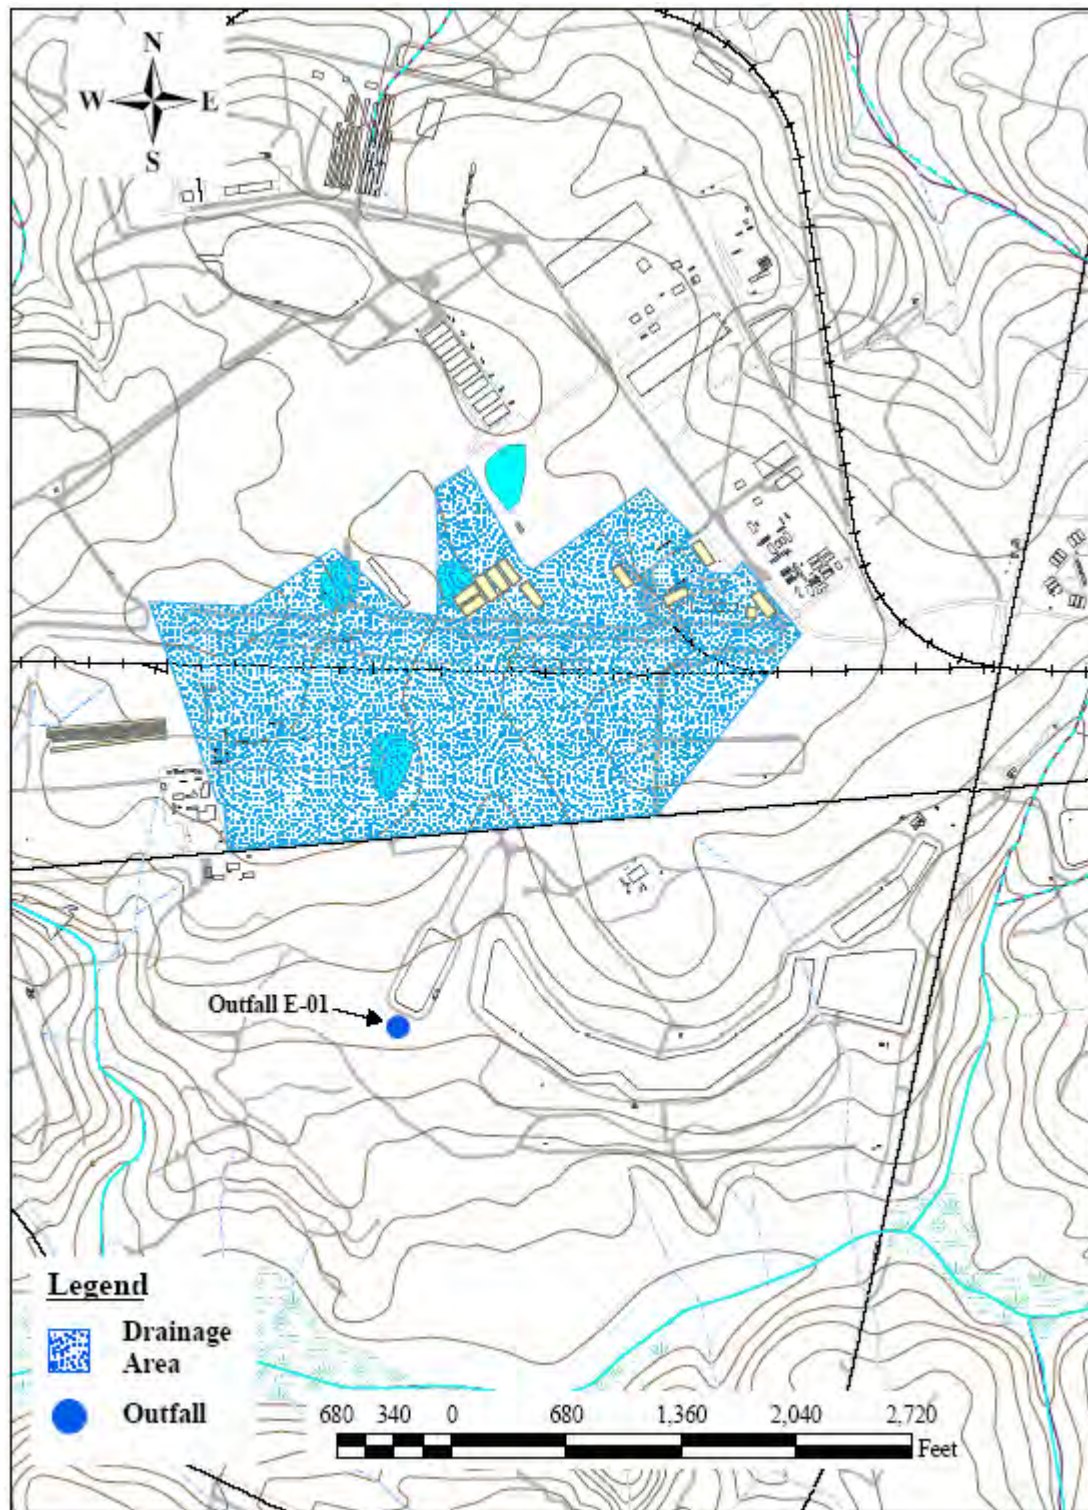 N
W E
S
Outfall E-01
Legend
Drainage
Area
Outfall
680 340 0 680 1,360 2,040 2,720
Feet